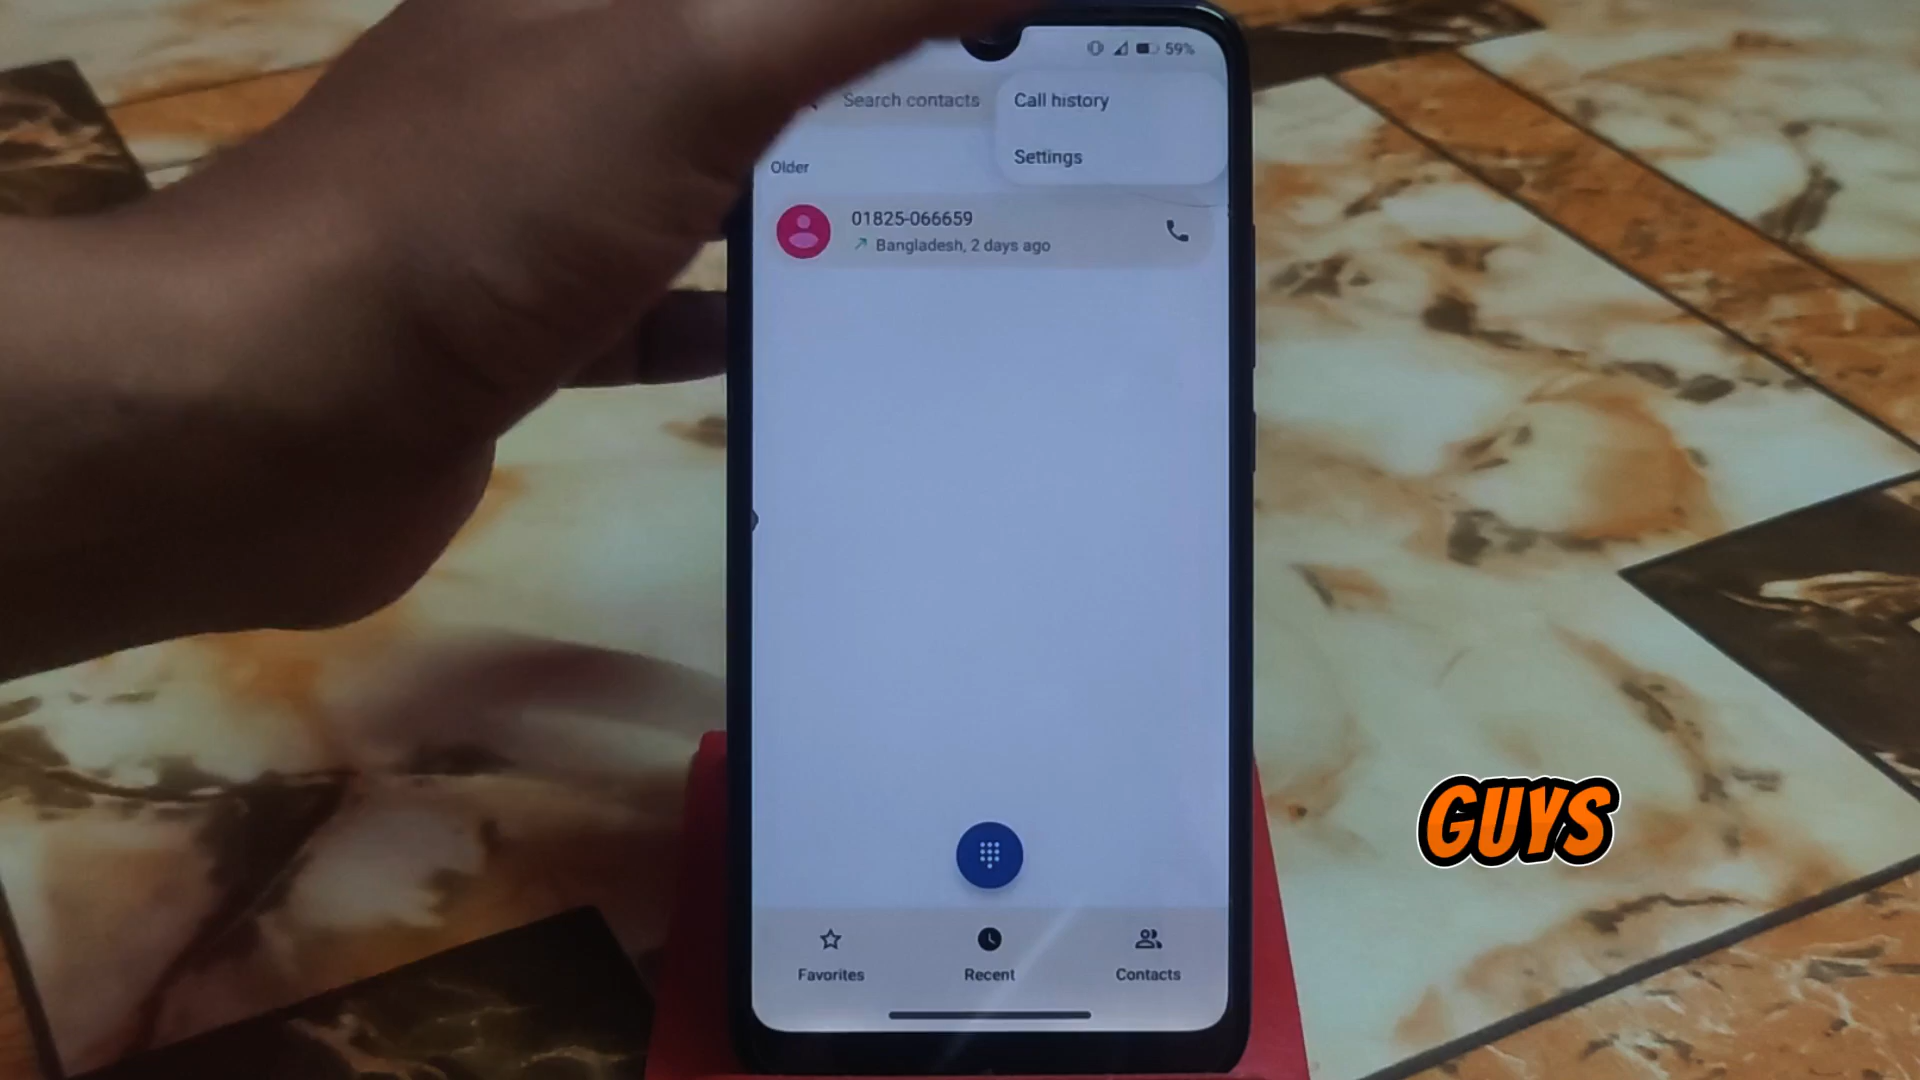 59%
Search contacts
Call history
Settings
Older
01825-066659
Bangladesh, 2 days ago
GUYS
Favorites
Recent
Contacts